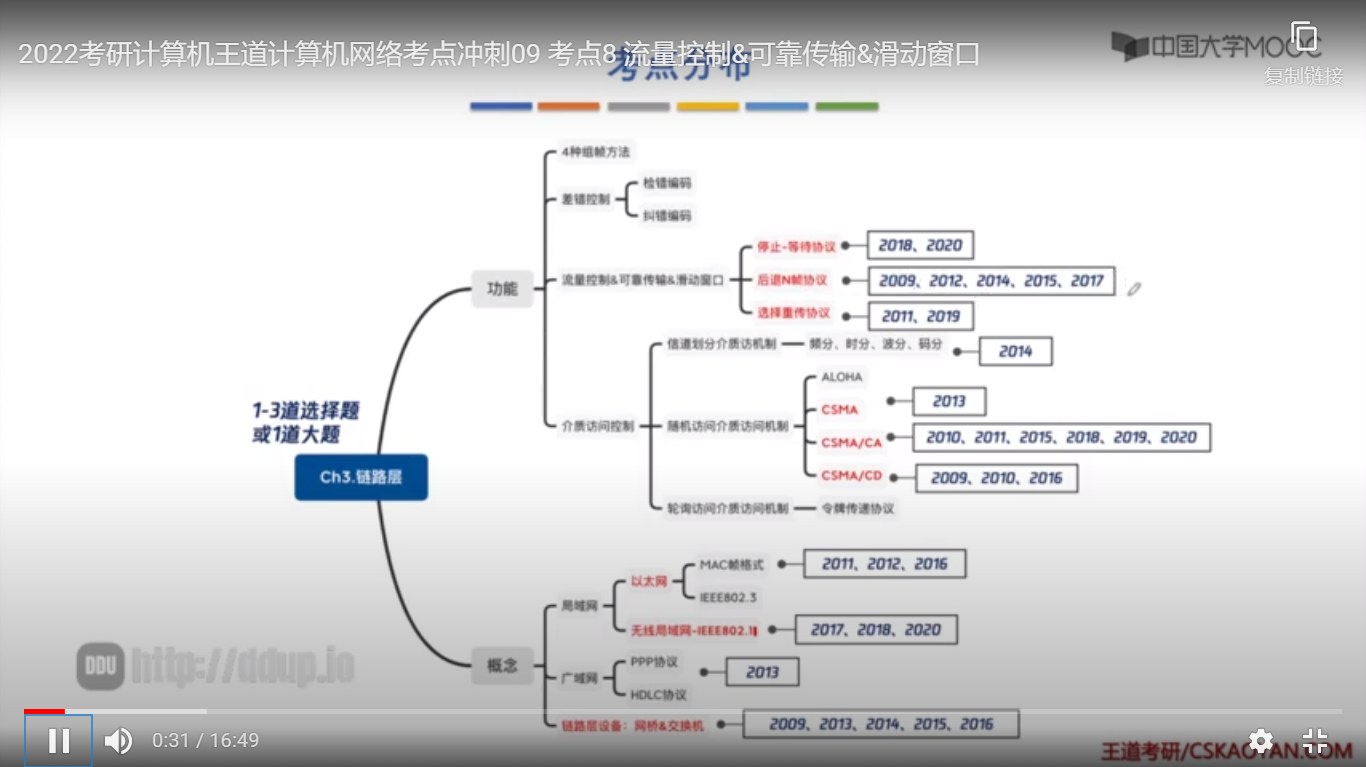 2022考研计算机王道计算机网络考点冲刺09 考点8 流量控制&可靠传输&滑动窗口
考点分布
中国大学MOOC
复制链接
4种组帧方法
差错控制
检错编码
纠错编码
功能
流量控制&可靠传输&滑动窗口
停止-等待协议
2018、2020
后退N帧协议
2009、2012、2014、2015、2017
选择重传协议
2011、2019
介质访问控制
信道划分介质访机制
频分、时分、波分、码分
2014
随机访问介质访问机制
ALOHA
CSMA
2013
CSMA/CA
2010、2011、2015、2018、2019、2020
CSMA/CD
2009、2010、2016
轮询访问介质访问机制
令牌传递协议
1-3道选择题
或1道大题
Ch3.链路层
概念
局域网
以太网
MAC帧格式
2011、2012、2016
IEEE802.3
无线局域网-IEEE802.11
2017、2018、2020
广域网
PPP协议
2013
HDLC协议
链路层设备：网桥&交换机
2009、2013、2014、2015、2016
DDU http://ddup.io
0:31 / 16:49
王道考研/CSKAOYAN.COM